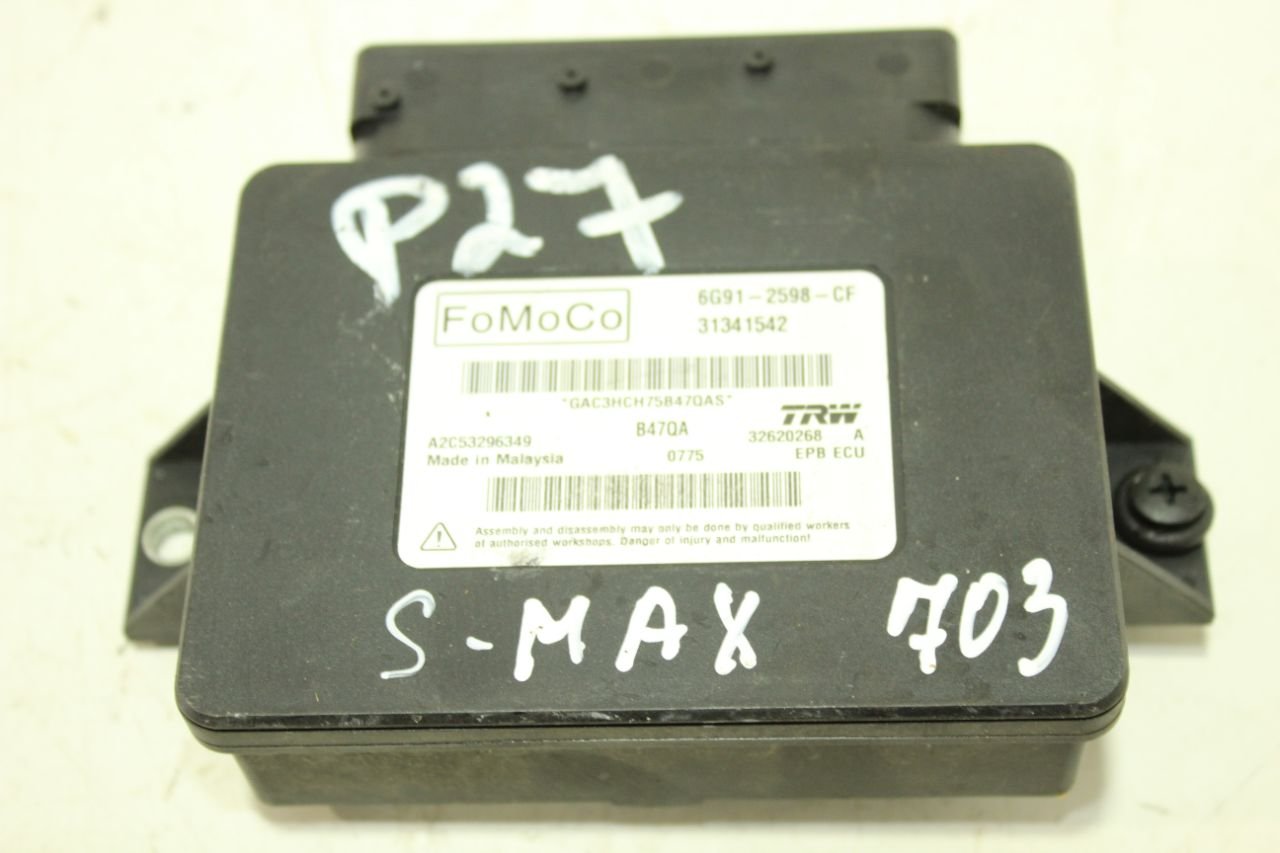 P27
FoMoCo
6G91-2598-CF
31341542
"GAC3HCH75B47QAS"
TRW
A2C53296349 B47QA 32620268 A
Made in Malaysia 0775 EPB ECU
Assembly and disassembly may only be done by qualified workers
of authorised workshops. Danger of injury and malfunction!
S-MAX 703